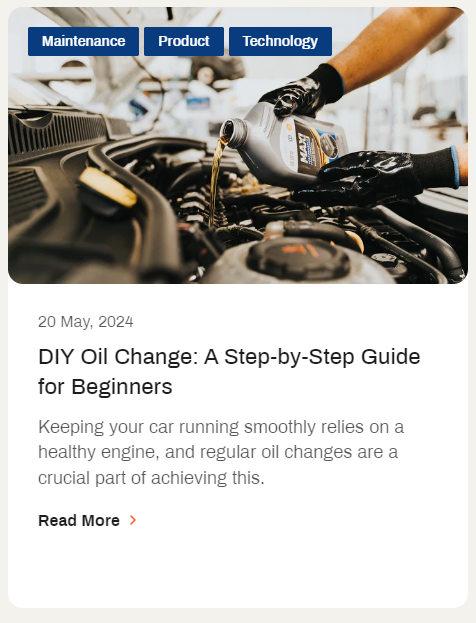 Maintenance
Product
Technology
MAX
20 May, 2024
DIY Oil Change: A Step-by-Step Guide
for Beginners
Keeping your car running smoothly relies on a
healthy engine, and regular oil changes are a
crucial part of achieving this.
Read More